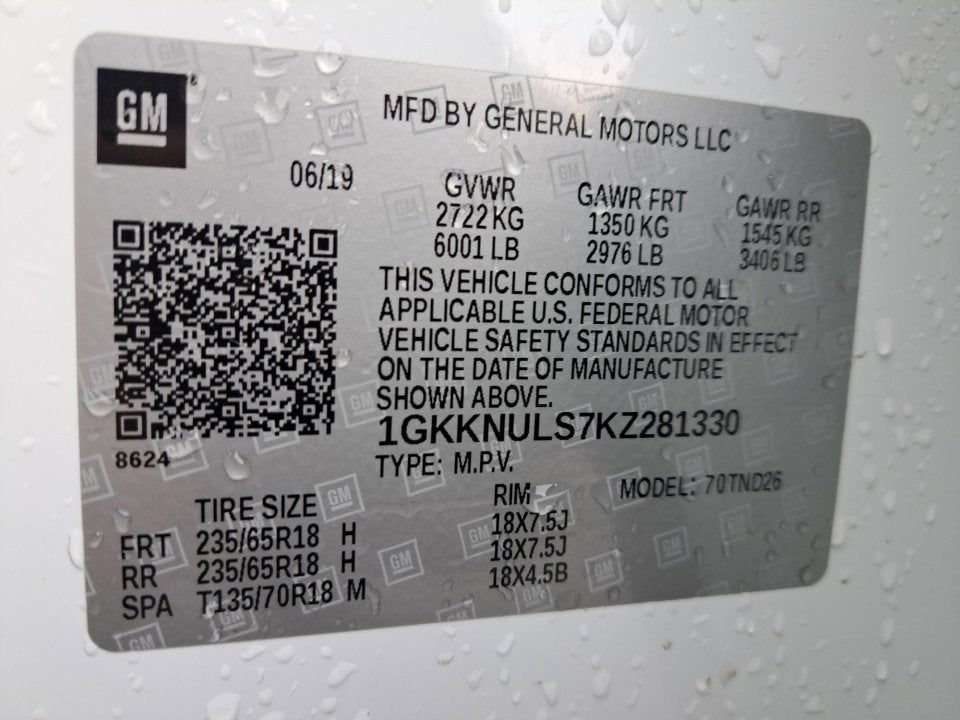 GM
MFD BY GENERAL MOTORS LLC
06/19
GVWR GAWR FRT GAWR RR
2722 KG 1350 KG 1545 KG
6001 LB 2976 LB 3406 LB
THIS VEHICLE CONFORMS TO ALL
APPLICABLE U.S. FEDERAL MOTOR
VEHICLE SAFETY STANDARDS IN EFFECT
ON THE DATE OF MANUFACTURE
SHOWN ABOVE.
1GKKNULS7KZ281330
8624
TYPE: M.P.V.
MODEL: 70TND26
TIRE SIZE RIM
FRT 235/65R18 H 18X7.5J
RR 235/65R18 H 18X7.5J
SPA T135/70R18 M 18X4.5B